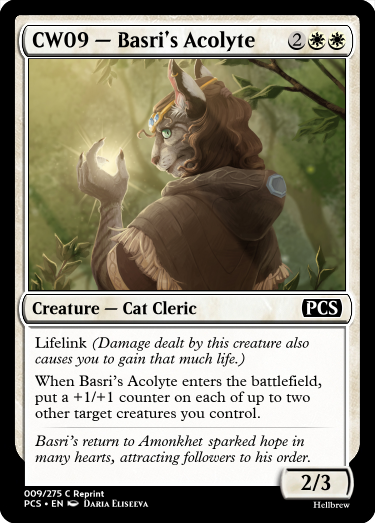 CW09 — Basri's Acolyte 2
Creature — Cat Cleric PCS
Lifelink (Damage dealt by this creature also
causes you to gain that much life.)
When Basri's Acolyte enters the battlefield,
put a +1/+1 counter on each of up to two
other target creatures you control.
Basri's return to Amonkhet sparked hope in
many hearts, attracting followers to his order.
2/3
009/275 C Reprint
PCS • EN Daria Eliseeva
Hellbrew